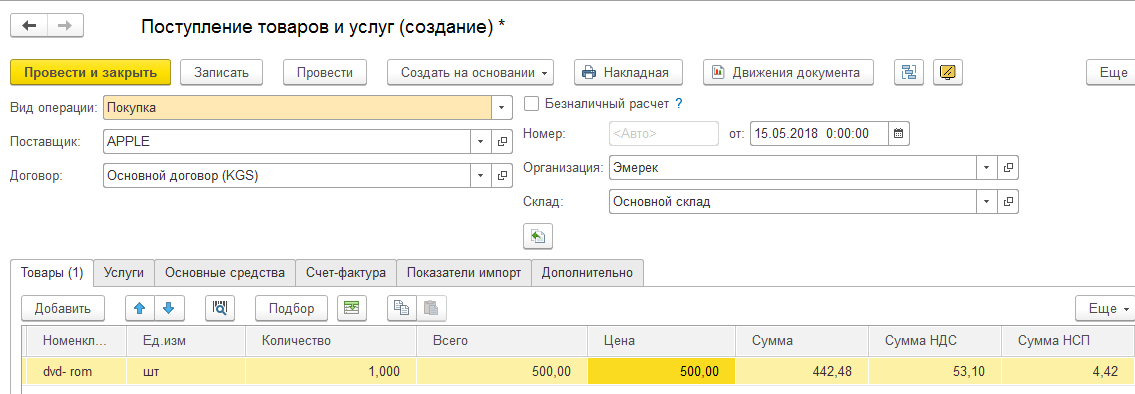 Поступление товаров и услуг (создание) *
Провести и закрыть Записать Провести Создать на основании Накладная Движения документа Еще
Вид операции: Покупка Безналичный расчет ?
Поставщик: APPLE Номер: <Авто> от: 15.05.2018 0:00:00
Договор: Основной договор (KGS) Организация: Эмерек
Склад: Основной склад
Товары (1) Услуги Основные средства Счет-фактура Показатели импорт Дополнительно
Добавить Подбор Еще
Номенкл... Ед.изм Количество Всего Цена Сумма Сумма НДС Сумма НСП
dvd- rom шт 1,000 500,00 500,00 442,48 53,10 4,42